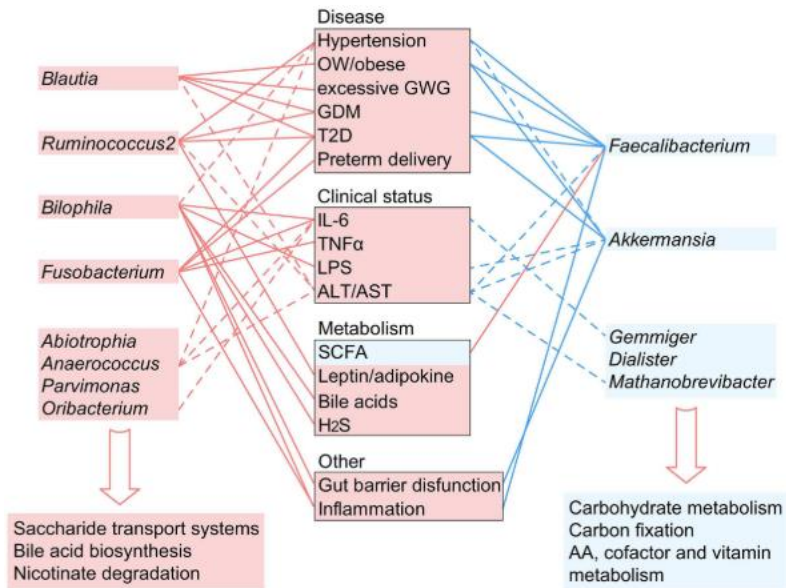 Disease
Hypertension
OW/obese
excessive GWG
GDM
T2D
Preterm delivery
Blautia
Ruminococcus2
Bilophila
Fusobacterium
Abiotrophia
Anaerococcus
Parvimonas
Oribacterium
Clinical status
IL-6
TNFα
LPS
ALT/AST
Metabolism
SCFA
Leptin/adipokine
Bile acids
H2S
Other
Gut barrier disfunction
Inflammation
Faecalibacterium
Akkermansia
Gemmiger
Dialister
Mathanobrevibacter
Saccharide transport systems
Bile acid biosynthesis
Nicotinate degradation
Carbohydrate metabolism
Carbon fixation
AA, cofactor and vitamin
metabolism